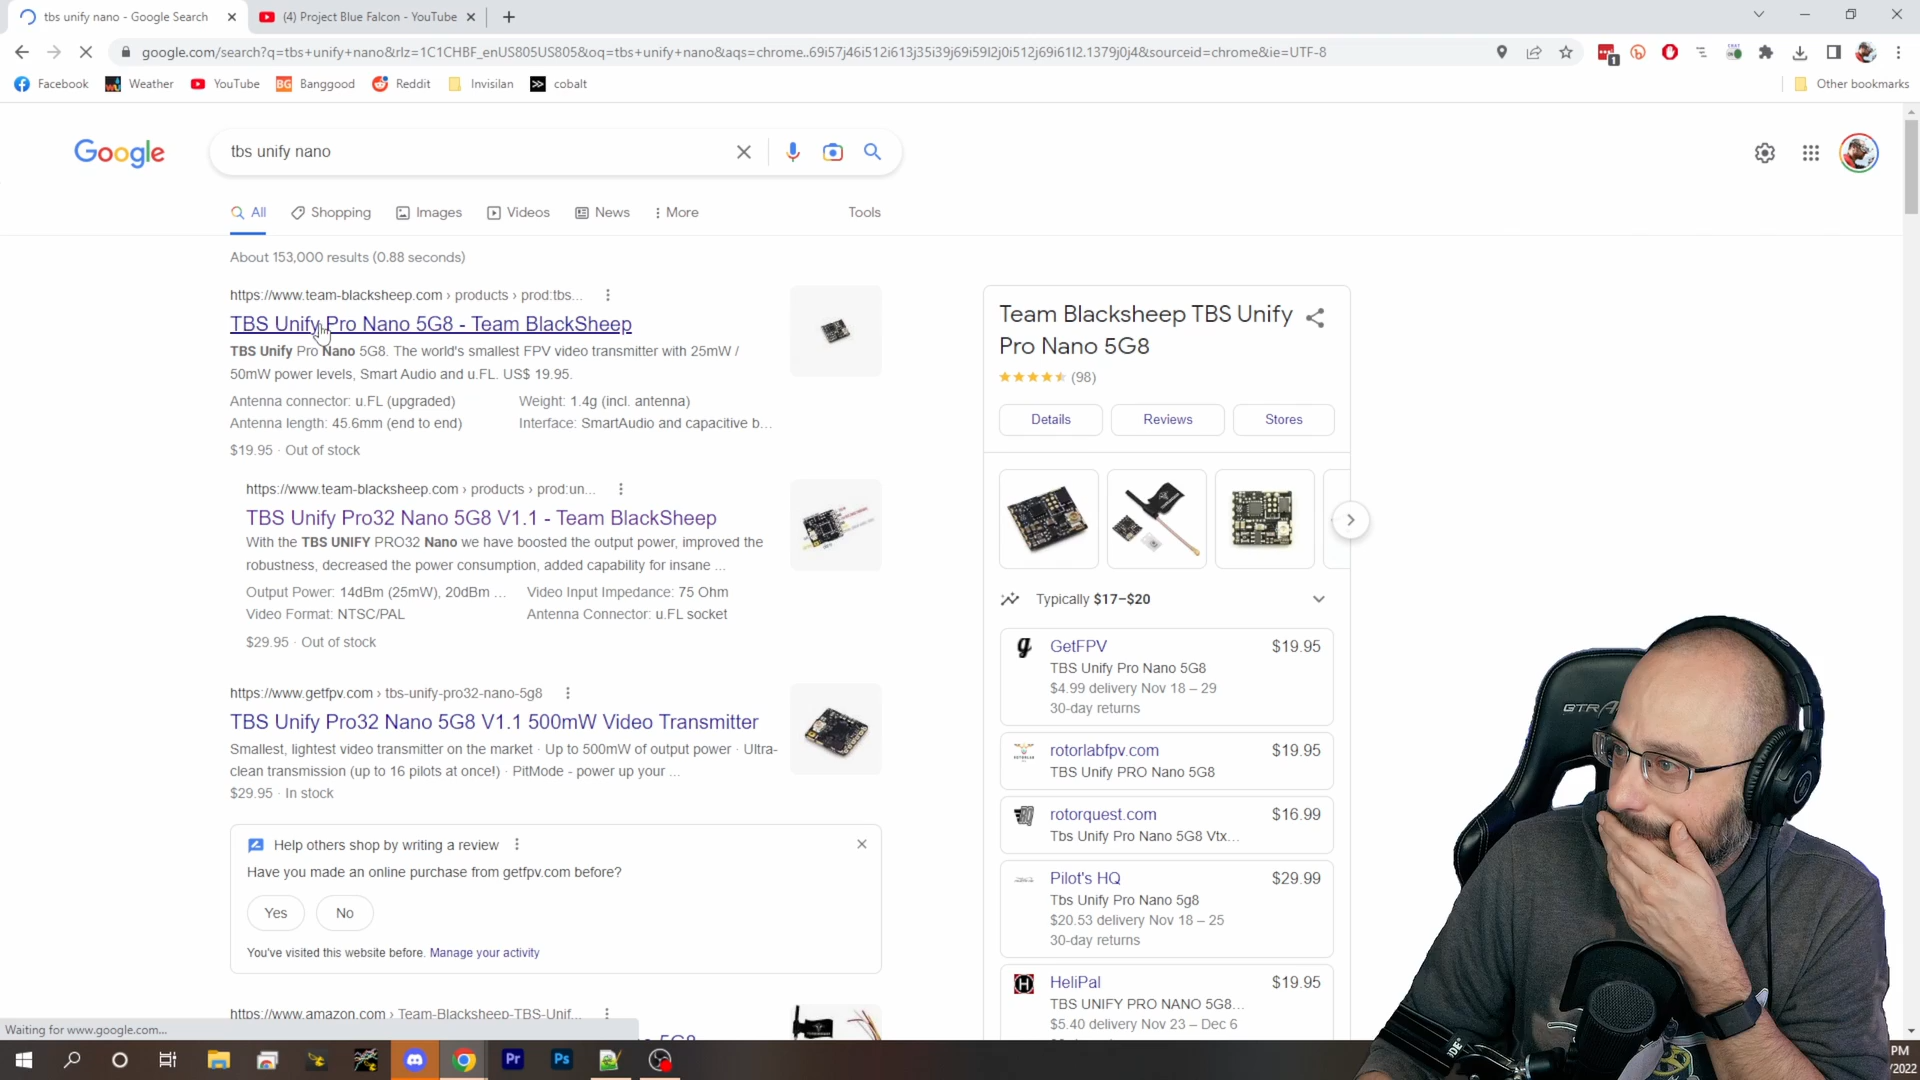 tbs unify nano - Google Search
(4) Project Blue Falcon - YouTube
google.com/search?q=tbs+unify+nano&rlz=1C1CHBF_enUS805US805&oq=tbs+unify+nano&aqs=chrome..69i57j46i512i613j35i39j69i59l2j0i512j69i61l2.1379j0j4&sourceid=chrome&ie=UTF-8
Facebook
Weather
YouTube
BG Banggood
Reddit
Invisilan
cobalt
Other bookmarks
Google
tbs unify nano
All
Shopping
Images
Videos
News
More
Tools
About 153,000 results (0.88 seconds)
https://www.team-blacksheep.com › products › prod:tbs...
TBS Unify Pro Nano 5G8 - Team BlackSheep
TBS Unify Pro Nano 5G8. The world's smallest FPV video transmitter with 25mW /
50mW power levels, Smart Audio and u.FL. US$ 19.95.
Antenna connector: u.FL (upgraded)
Weight: 1.4g (incl. antenna)
Antenna length: 45.6mm (end to end)
Interface: SmartAudio and capacitive b...
$19.95 · Out of stock
https://www.team-blacksheep.com › products › prod:un...
TBS Unify Pro32 Nano 5G8 V1.1 - Team BlackSheep
With the TBS UNIFY PRO32 Nano we have boosted the output power, improved the
robustness, decreased the power consumption, added capability for insane ...
Output Power: 14dBm (25mW), 20dBm ...
Video Input Impedance: 75 Ohm
Video Format: NTSC/PAL
Antenna Connector: u.FL socket
$29.95 · Out of stock
https://www.getfpv.com › tbs-unify-pro32-nano-5g8
TBS Unify Pro32 Nano 5G8 V1.1 500mW Video Transmitter
Smallest, lightest video transmitter on the market · Up to 500mW of output power · Ultra-
clean transmission (up to 16 pilots at once!) · PitMode - power up your ...
$29.95 · In stock
Help others shop by writing a review
Have you made an online purchase from getfpv.com before?
Yes
No
You've visited this website before. Manage your activity
https://www.amazon.com › Team-Blacksheep-TBS-Unif...
Waiting for www.google.com...
Team Blacksheep TBS Unify
Pro Nano 5G8
(98)
Details
Reviews
Stores
Typically $17–$20
GetFPV
$19.95
TBS Unify Pro Nano 5G8
$4.99 delivery Nov 18 – 29
30-day returns
rotorlabfpv.com
$19.95
TBS Unify PRO Nano 5G8
rotorquest.com
$16.99
Tbs Unify Pro Nano 5G8 Vtx...
Pilot's HQ
$29.99
Tbs Unify Pro Nano 5g8
$20.53 delivery Nov 18 – 25
30-day returns
HeliPal
$19.95
TBS UNIFY PRO NANO 5G8...
$5.40 delivery Nov 23 – Dec 6
Pr
Ps
PM
/2022